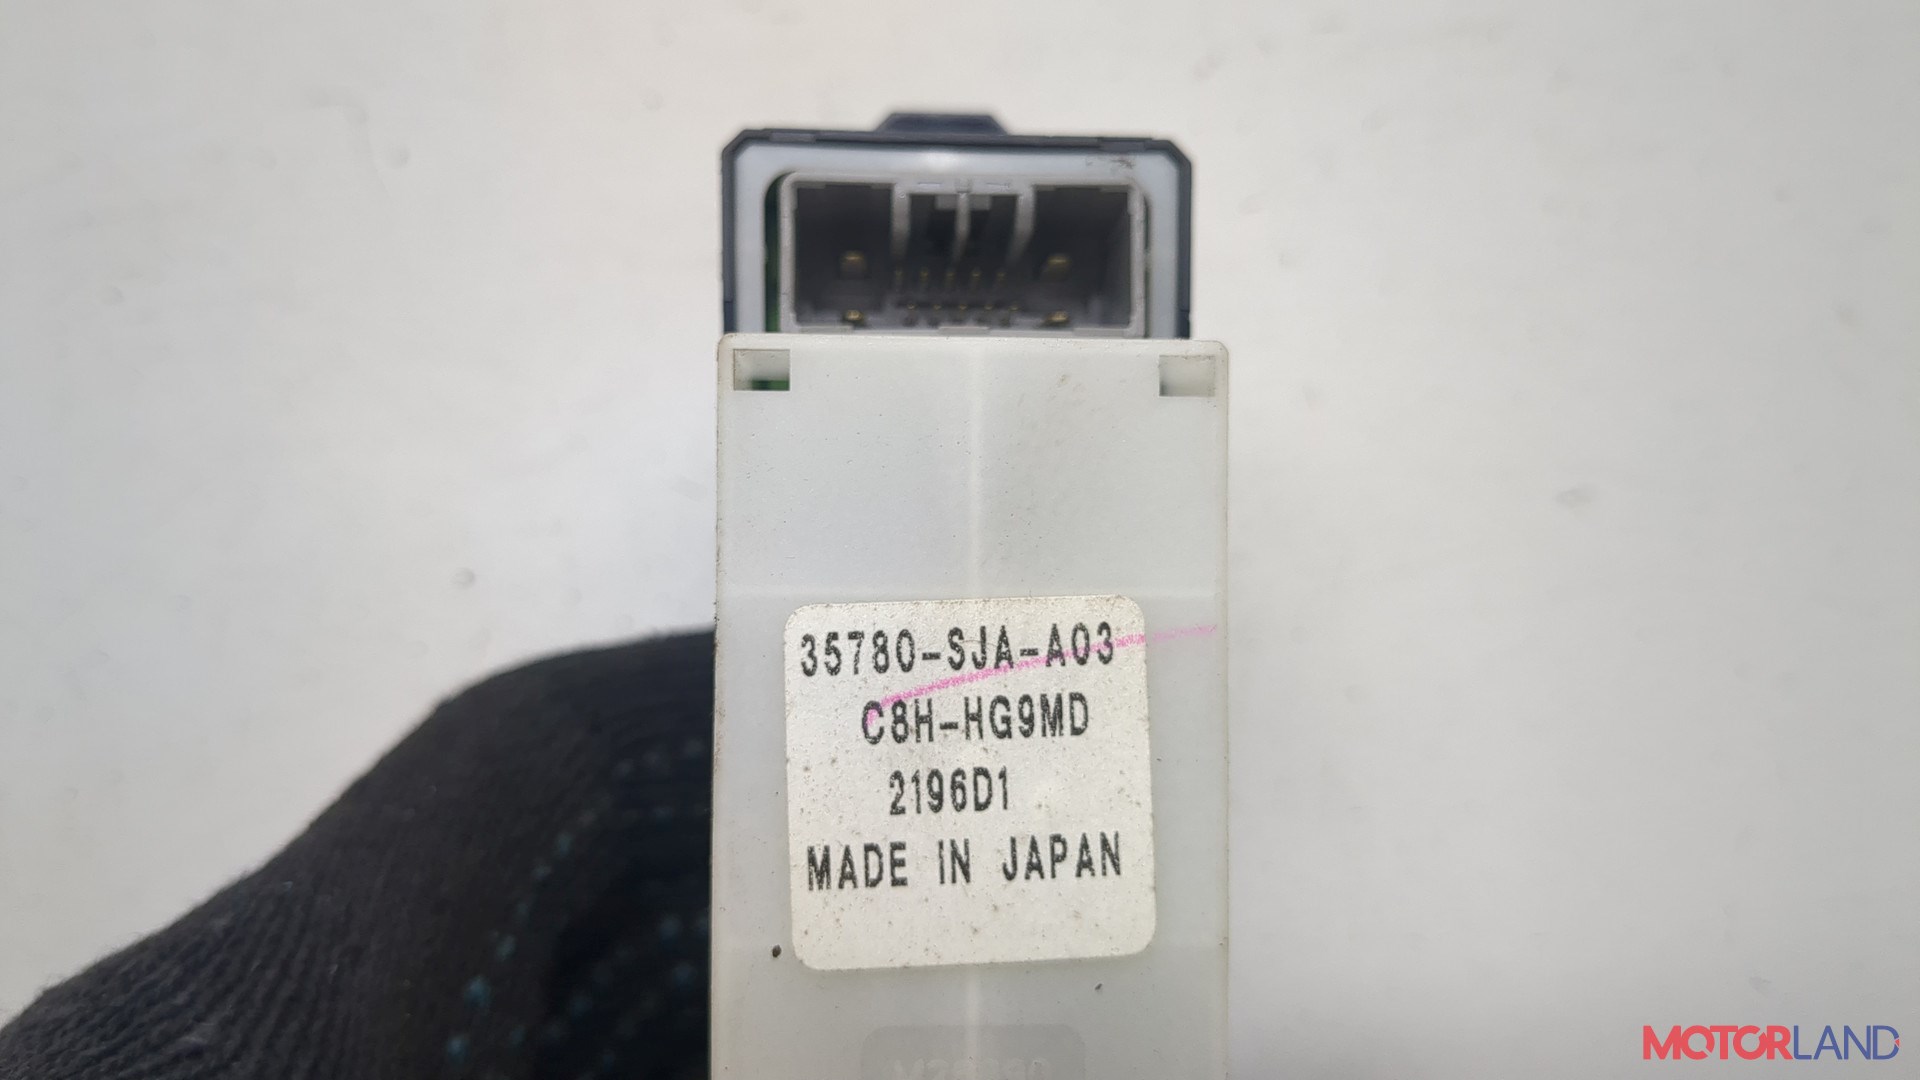 35780-SJA-A03
C8H-HG9MD
2196D1
MADE IN JAPAN
MOTORLAND